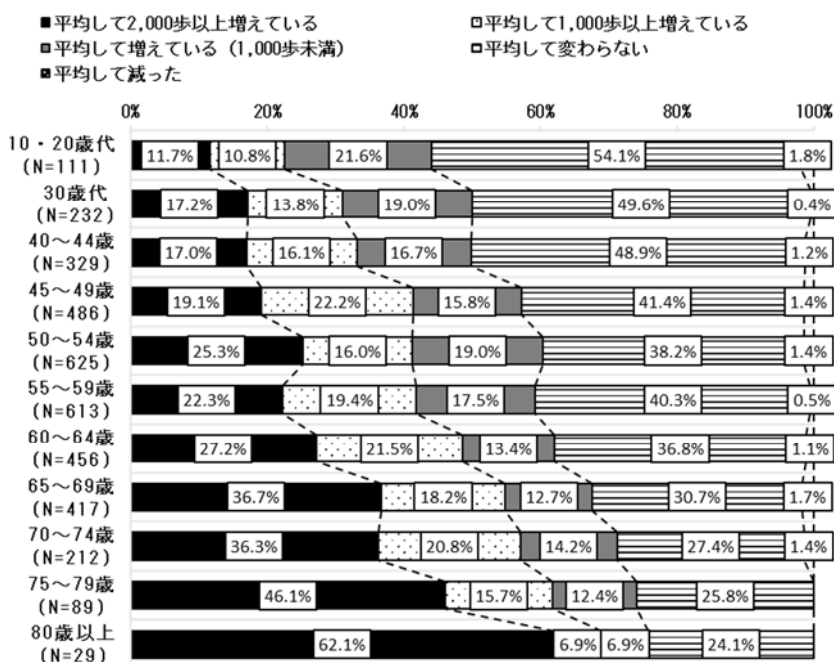 ■平均して2,000歩以上増えている
□平均して1,000歩以上増えている
■平均して増えている（1,000歩未満）
□平均して変わらない
■平均して減った
0% 20% 40% 60% 80% 100%
10・20歳代
(N=111)
11.7% 10.8% 21.6% 54.1% 1.8%
30歳代
(N=232)
17.2% 13.8% 19.0% 49.6% 0.4%
40～44歳
(N=329)
17.0% 16.1% 16.7% 48.9% 1.2%
45～49歳
(N=486)
19.1% 22.2% 15.8% 41.4% 1.4%
50～54歳
(N=625)
25.3% 16.0% 19.0% 38.2% 1.4%
55～59歳
(N=613)
22.3% 19.4% 17.5% 40.3% 0.5%
60～64歳
(N=456)
27.2% 21.5% 13.4% 36.8% 1.1%
65～69歳
(N=417)
36.7% 18.2% 12.7% 30.7% 1.7%
70～74歳
(N=212)
36.3% 20.8% 14.2% 27.4% 1.4%
75～79歳
(N=89)
46.1% 15.7% 12.4% 25.8%
80歳以上
(N=29)
62.1% 6.9% 6.9% 24.1%